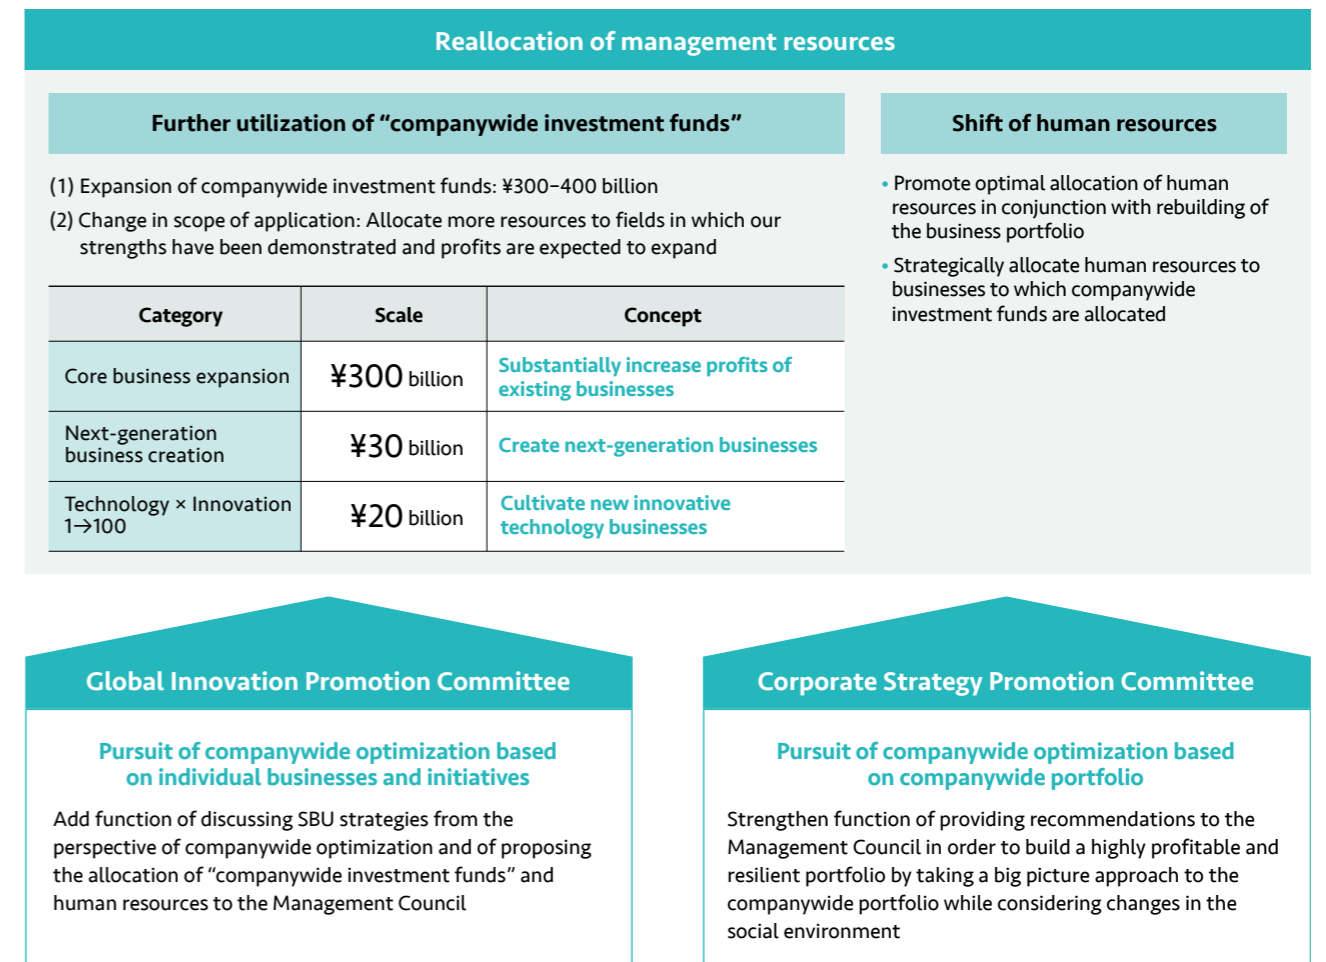 Reallocation of management resources
Further utilization of “companywide investment funds”
(1) Expansion of companywide investment funds: ¥300–400 billion
(2) Change in scope of application: Allocate more resources to fields in which our
strengths have been demonstrated and profits are expected to expand
Category Scale Concept
Core business expansion ¥300 billion Substantially increase profits of
existing businesses
Next-generation
business creation ¥30 billion Create next-generation businesses
Technology × Innovation
1→100 ¥20 billion Cultivate new innovative
technology businesses
Shift of human resources
• Promote optimal allocation of human
resources in conjunction with rebuilding of
the business portfolio
• Strategically allocate human resources to
businesses to which companywide
investment funds are allocated
Global Innovation Promotion Committee
Pursuit of companywide optimization based
on individual businesses and initiatives
Add function of discussing SBU strategies from the
perspective of companywide optimization and of proposing
the allocation of “companywide investment funds” and
human resources to the Management Council
Corporate Strategy Promotion Committee
Pursuit of companywide optimization based
on companywide portfolio
Strengthen function of providing recommendations to the
Management Council in order to build a highly profitable and
resilient portfolio by taking a big picture approach to the
companywide portfolio while considering changes in the
social environment